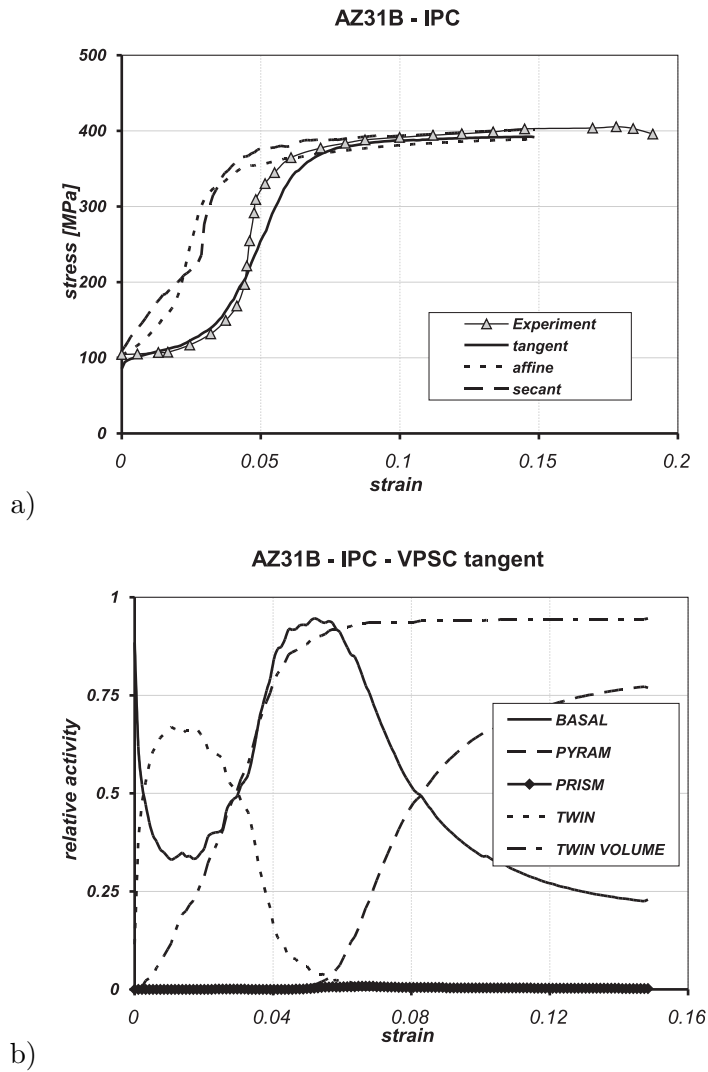 AZ31B - IPC
500
400
300
200
100
0
stress [MPa]
Experiment
tangent
affine
secant
0 0.05 0.1 0.15 0.2
strain
a)
AZ31B - IPC - VPSC tangent
1
0.75
0.5
0.25
0
relative activity
BASAL
PYRAM
PRISM
TWIN
TWIN VOLUME
0 0.04 0.08 0.12 0.16
strain
b)